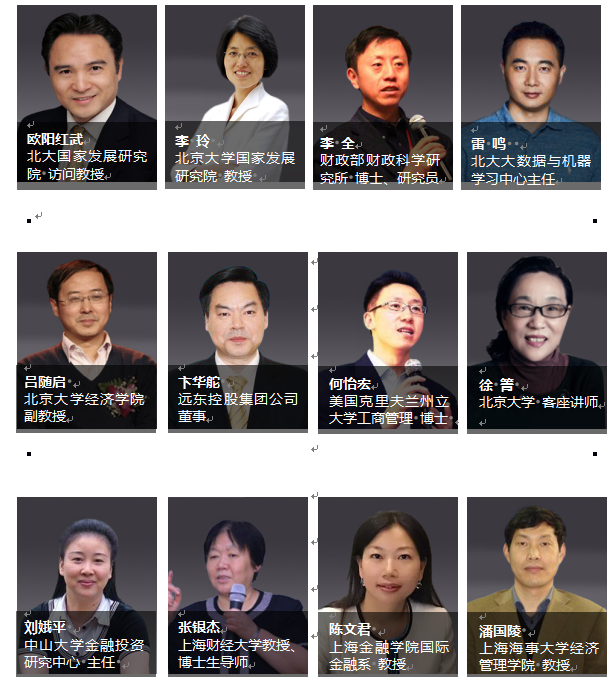 欧阳红武
北大国家发展研究
院 访问教授
李 玲
北京大学国家发展
研究院 教授
李 全
财政部财政科学研
究所 博士、研究员
雷 鸣
北大大数据与机器
学习中心主任
吕随启
北京大学经济学院
副教授
卞华舵
远东控股集团公司
董事
何怡宏
美国克里夫兰州立
大学工商管理 博士
徐 箐
北京大学 客座讲师
刘娥平
中山大学金融投资
研究中心 主任
张银杰
上海财经大学教授、
博士生导师
陈文君
上海金融学院国际
金融系 教授
潘国陵
上海海事大学经济
管理学院 教授